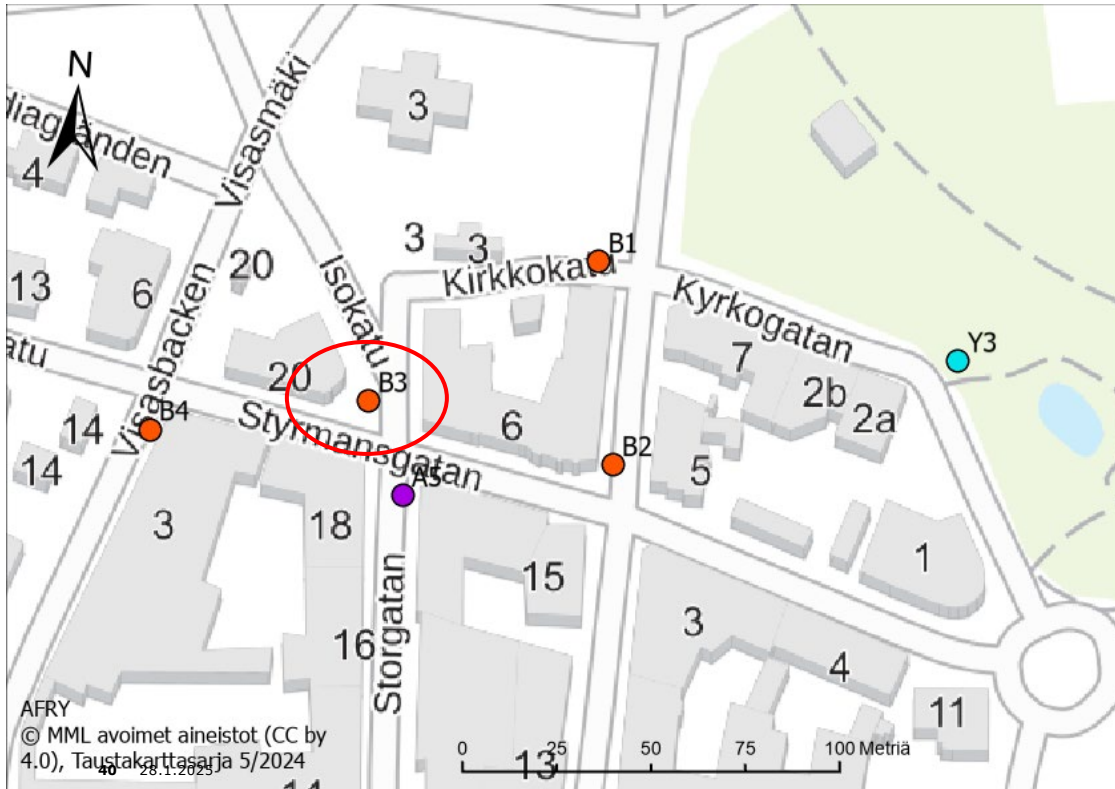 N
diagränden
Visasmäki
3
4
B1
3
3
20
Isokatu
Kirkkokatu
Kyrkogatan
13
6
Visasbacken
Y3
7
atu
20
B3
2b
2a
B4
14
Styrmansgatan
6
B2
14
5
A5
3
18
15
1
Storgatan
3
16
4
11
AFRY
© MML avoimet aineistot (CC by
4.0), Taustakarttasarja 5/2024
40 28.1.2025
0 25 50 75 100 Metriä
13